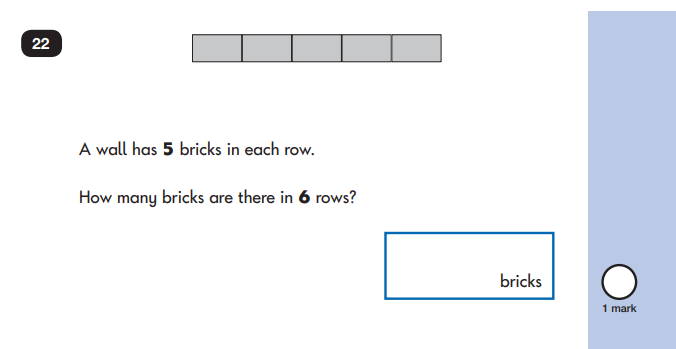 22
A wall has 5 bricks in each row.
How many bricks are there in 6 rows?
bricks
1 mark